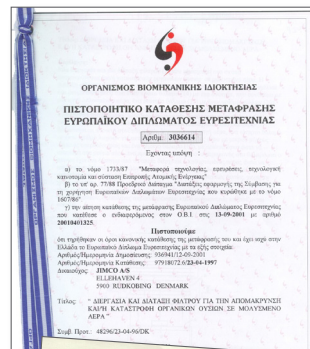 ΟΡΓΑΝΙΣΜΟΣ ΒΙΟΜΗΧΑΝΙΚΗΣ ΙΔΙΟΚΤΗΣΙΑΣ
ΠΙΣΤΟΠΟΙΗΤΙΚΟ ΚΑΤΑΘΕΣΗΣ ΜΕΤΑΦΡΑΣΗΣ
ΕΥΡΩΠΑΪΚΟΥ ΔΙΠΛΩΜΑΤΟΣ ΕΥΡΕΣΙΤΕΧΝΙΑΣ
Αριθμ: 3036614
Έχοντας υπόψη :
α) το νόμο 1733/87 "Μεταφορά τεχνολογίας, εφευρέσεις, τεχνολογική
καινοτομία και σύσταση Επιτροπής Ατομικής Ενέργειας"
β) το υπ' αρ. 77/88 Προεδρικό Διάταγμα "Διατάξεις εφαρμογής της Σύμβασης για
τη χορήγηση Ευρωπαϊκών Διπλωμάτων Ευρεσιτεχνίας που κυρώθηκε με το νόμο
1607/86"
γ) την αίτηση κατάθεσης της μετάφρασης Ευρωπαϊκού Διπλώματος Ευρεσιτεχνίας
που κατέθεσε ο ενδιαφερόμενος στον Ο.Β.Ι. στις 13-09-2001 με αριθμό
20010401325.
Πιστοποιούμε
ότι τηρήθηκαν οι όροι κανονικής κατάθεσης της μετάφρασης του και έχει ισχύ στην
Ελλάδα το Ευρωπαϊκό Δίπλωμα Ευρεσιτεχνίας με τα εξής στοιχεία:
Αριθμός/Ημερομηνία Δημοσίευσης: 936941/12-09-2001
Αριθμός/Ημερομηνία Κατάθεσης: 97918072.6/23-04-1997
Δικαιούχος: JIMCO A/S
ELLEHAVEN 4
5900 RUDKOBING DENMARK
Τίτλος : " ΔΙΕΡΓΑΣΙΑ ΚΑΙ ΔΙΑΤΑΞΗ ΦΙΛΤΡΟΥ ΓΙΑ ΤΗΝ ΑΠΟΜΑΚΡΥΝΣΗ
ΚΑΙ/Ή ΚΑΤΑΣΤΡΟΦΗ ΟΡΓΑΝΙΚΩΝ ΟΥΣΙΩΝ ΣΕ ΜΟΛΥΣΜΕΝΟ
ΑΕΡΑ "
Συμβ. Προτ.: 48296/23-04-96/DK